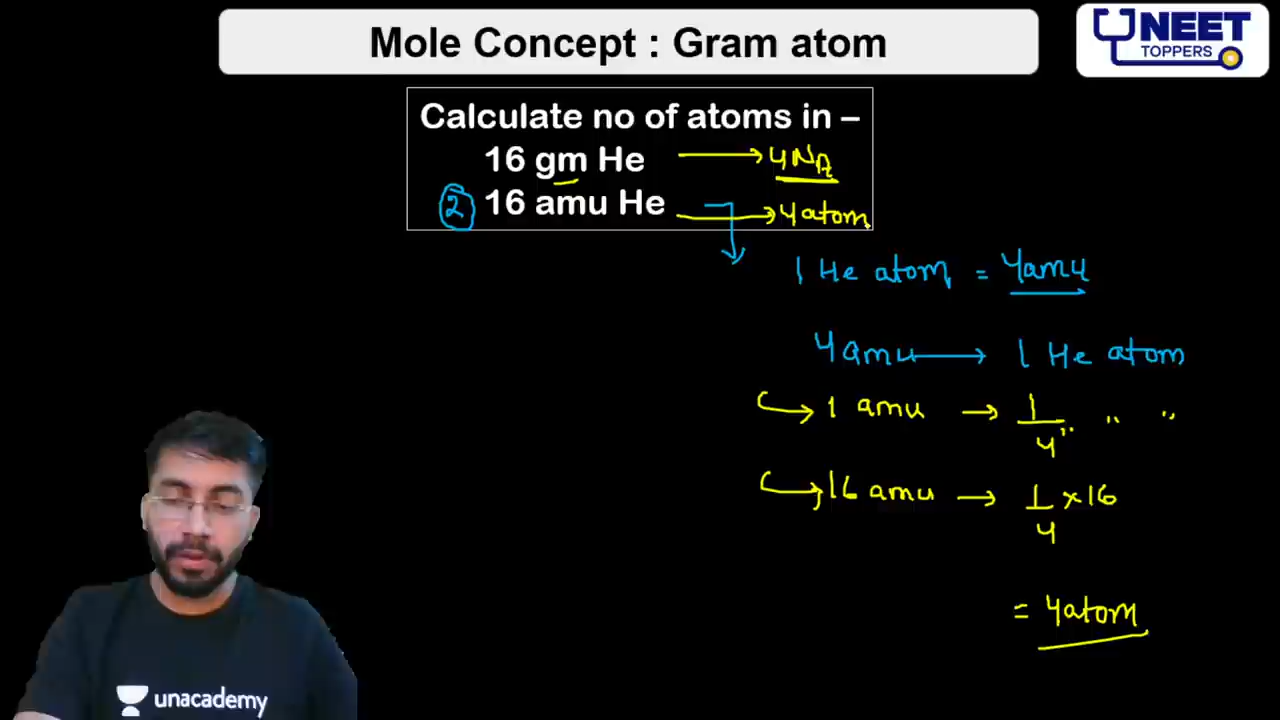 Mole Concept : Gram atom
NEET
TOPPERS
Calculate no of atoms in –
16 gm He → 4NA
② 16 amu He → 4 atom
1 He atom = 4amu
4amu → 1 He atom
↪ 1 amu → 1/4 " " "
↪ 16 amu → 1/4 × 16
= 4 atom
unacademy